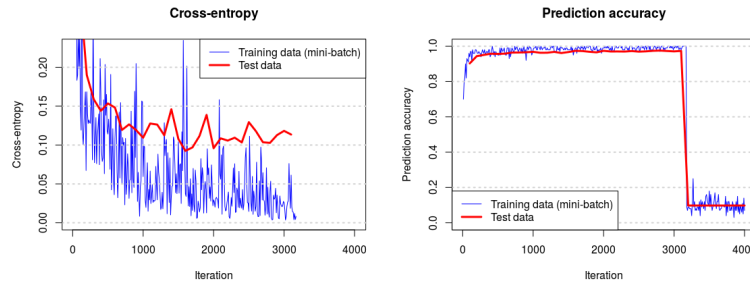 Cross-entropy
Training data (mini-batch)
Test data
Cross-entropy
0.20
0.15
0.10
0.05
0.00
0
1000
2000
3000
4000
Iteration
Prediction accuracy
Prediction accuracy
1.0
0.8
0.6
0.4
0.2
0.0
Training data (mini-batch)
Test data
0
1000
2000
3000
400
Iteration